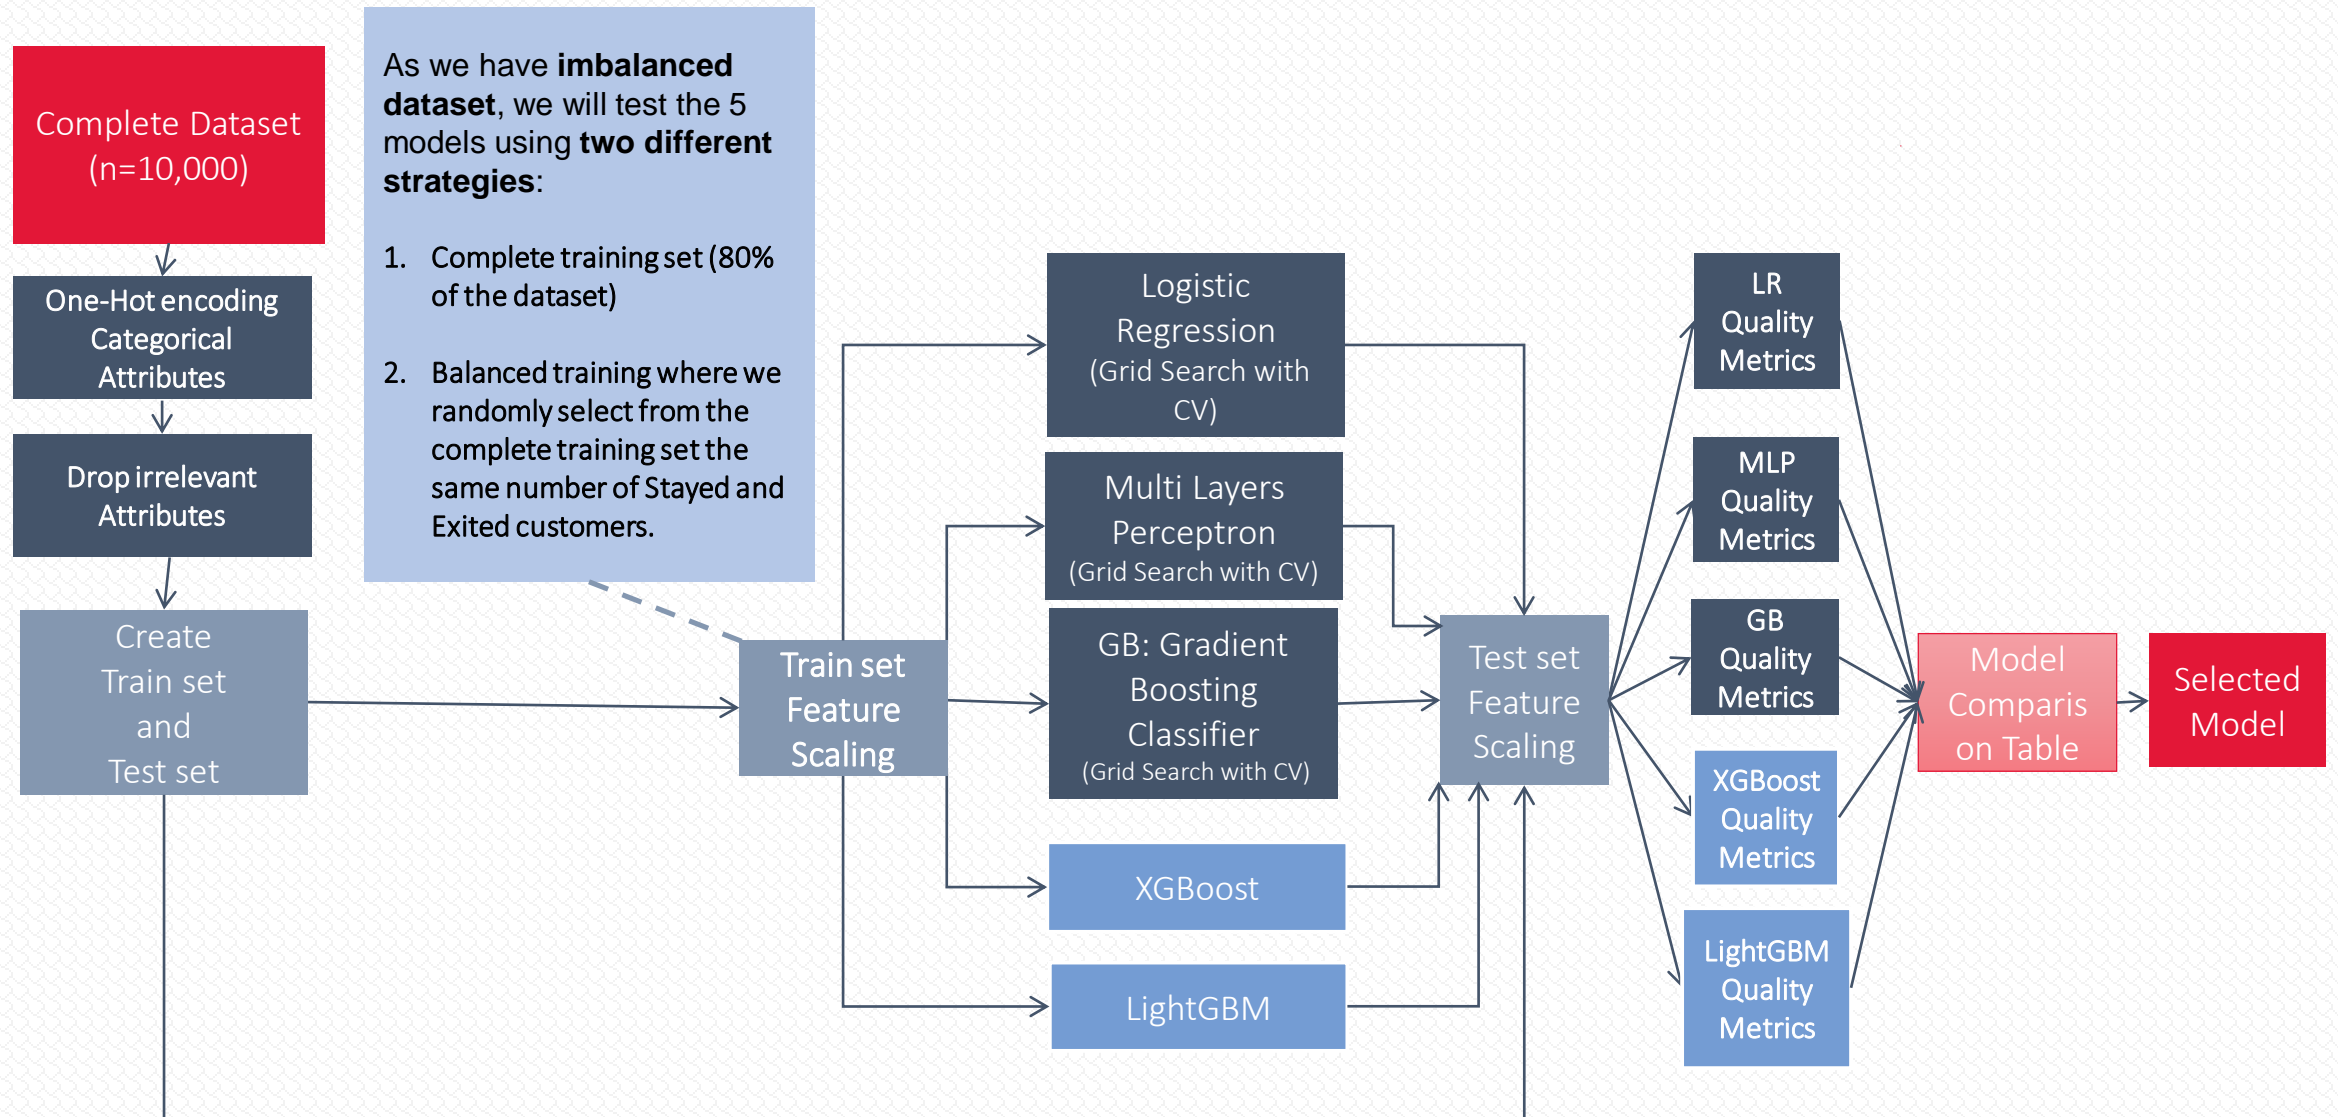 Complete Dataset
(n=10,000)
One-Hot encoding
Categorical
Attributes
Drop irrelevant
Attributes
Create
Train set
and
Test set
As we have imbalanced
dataset, we will test the 5
models using two different
strategies:
1. Complete training set (80%
of the dataset)
2. Balanced training where we
randomly select from the
complete training set the
same number of Stayed and
Exited customers.
Train set
Feature
Scaling
Logistic
Regression
(Grid Search with
CV)
Multi Layers
Perceptron
(Grid Search with CV)
GB: Gradient
Boosting
Classifier
(Grid Search with CV)
XGBoost
LightGBM
Test set
Feature
Scaling
LR
Quality
Metrics
MLP
Quality
Metrics
GB
Quality
Metrics
XGBoost
Quality
Metrics
LightGBM
Quality
Metrics
Model
Comparis
on Table
Selected
Model